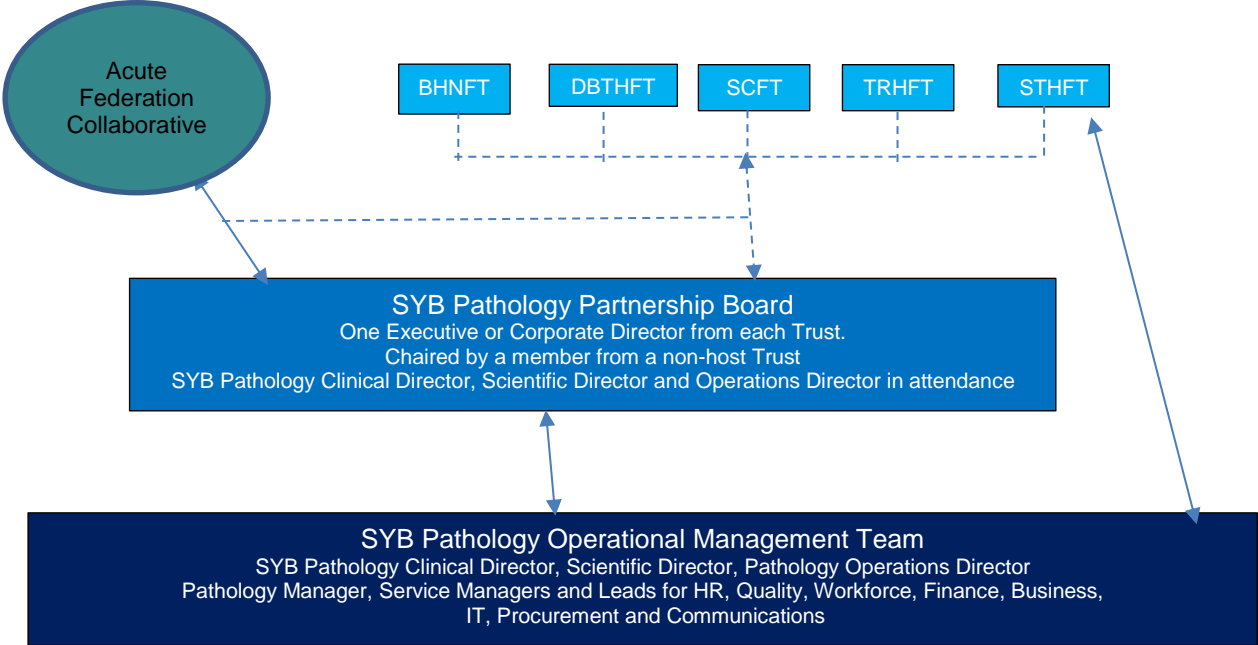 Acute
Federation
Collaborative
BHNFT
DBTHFT
SCFT
TRHFT
STHFT
SYB Pathology Partnership Board
One Executive or Corporate Director from each Trust.
Chaired by a member from a non-host Trust
SYB Pathology Clinical Director, Scientific Director and Operations Director in attendance
SYB Pathology Operational Management Team
SYB Pathology Clinical Director, Scientific Director, Pathology Operations Director
Pathology Manager, Service Managers and Leads for HR, Quality, Workforce, Finance, Business,
IT, Procurement and Communications